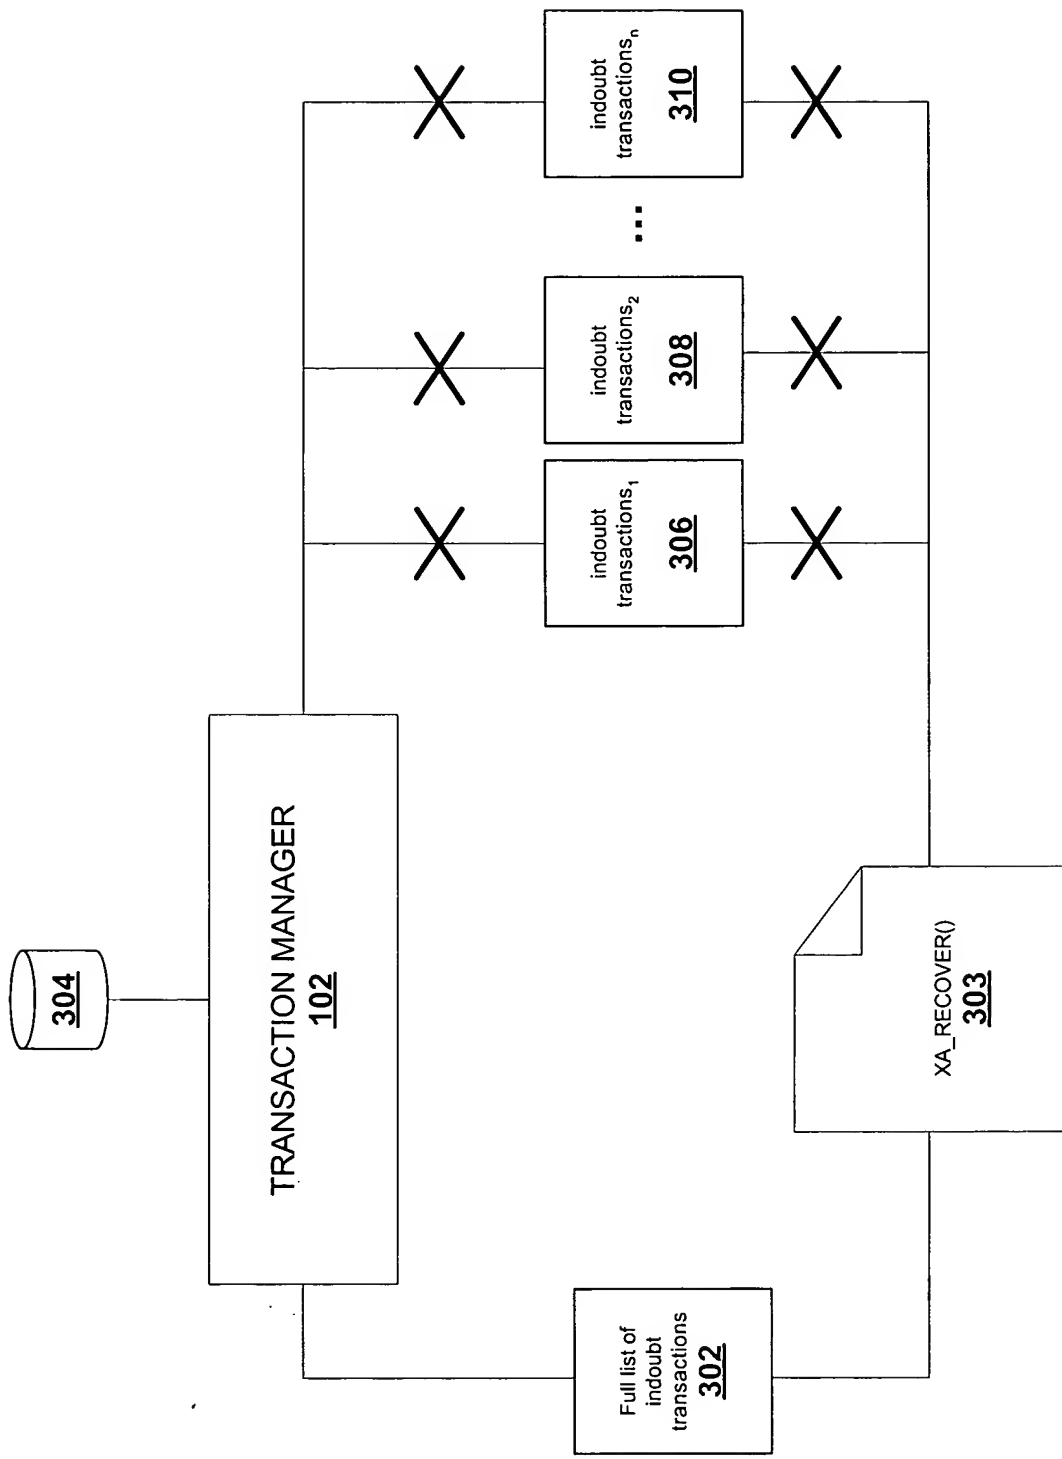 304
TRANSACTION MANAGER
102
Full list of
indoubt
transactions
302
indoubt
transactions1
306
indoubt
transactions2
308
...
indoubt
transactionsn
310
XA_RECOVER()
303